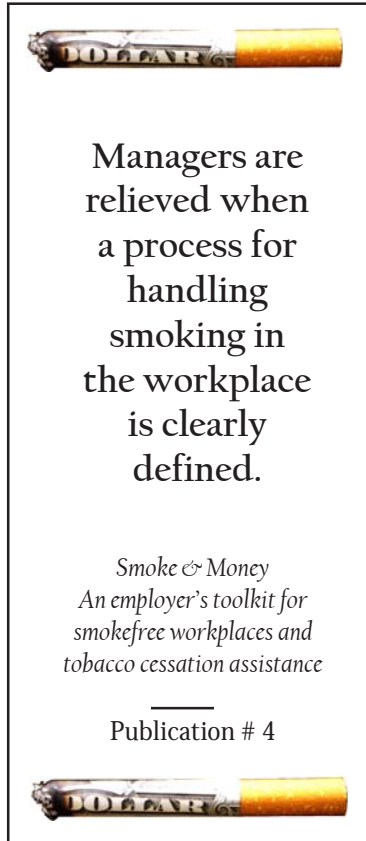 DOLLAR
Managers are
relieved when
a process for
handling
smoking in
the workplace
is clearly
defined.
Smoke & Money
An employer’s toolkit for
smokefree workplaces and
tobacco cessation assistance
Publication # 4
DOLLAR